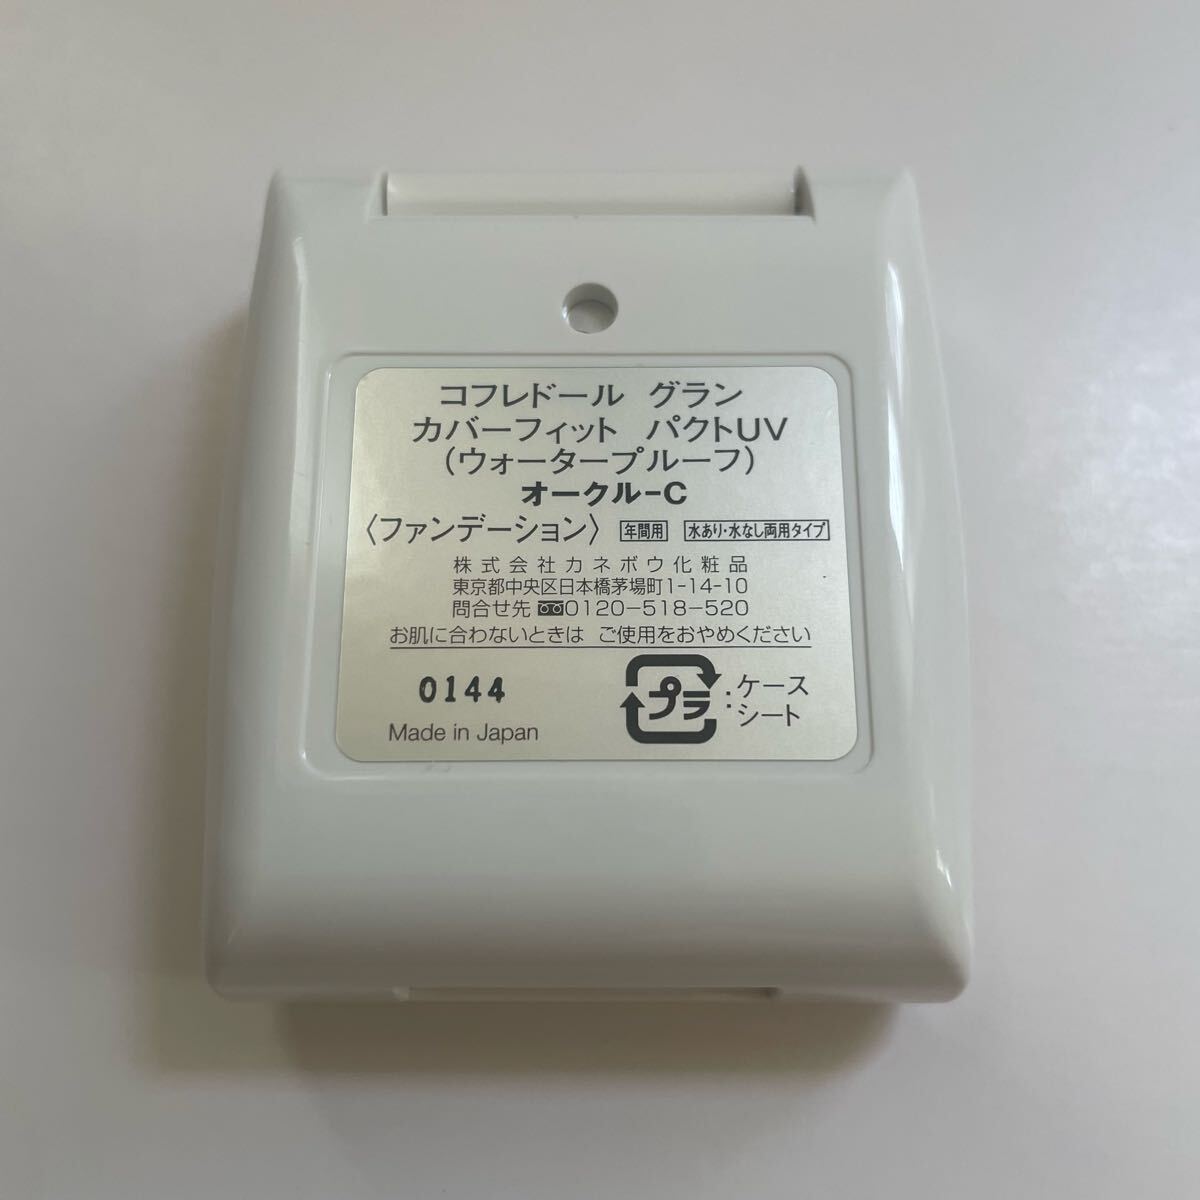 コフレドール グラン
カバーフィット パクトUV
(ウォータープルーフ)
オークル-C
〈ファンデーション〉 年間用 水あり・水なし両用タイプ
株式会社カネボウ化粧品
東京都中央区日本橋茅場町1-14-10
問合せ先 0120-518-520
お肌に合わないときは ご使用をおやめください
0144
プラ :ケース
シート
Made in Japan